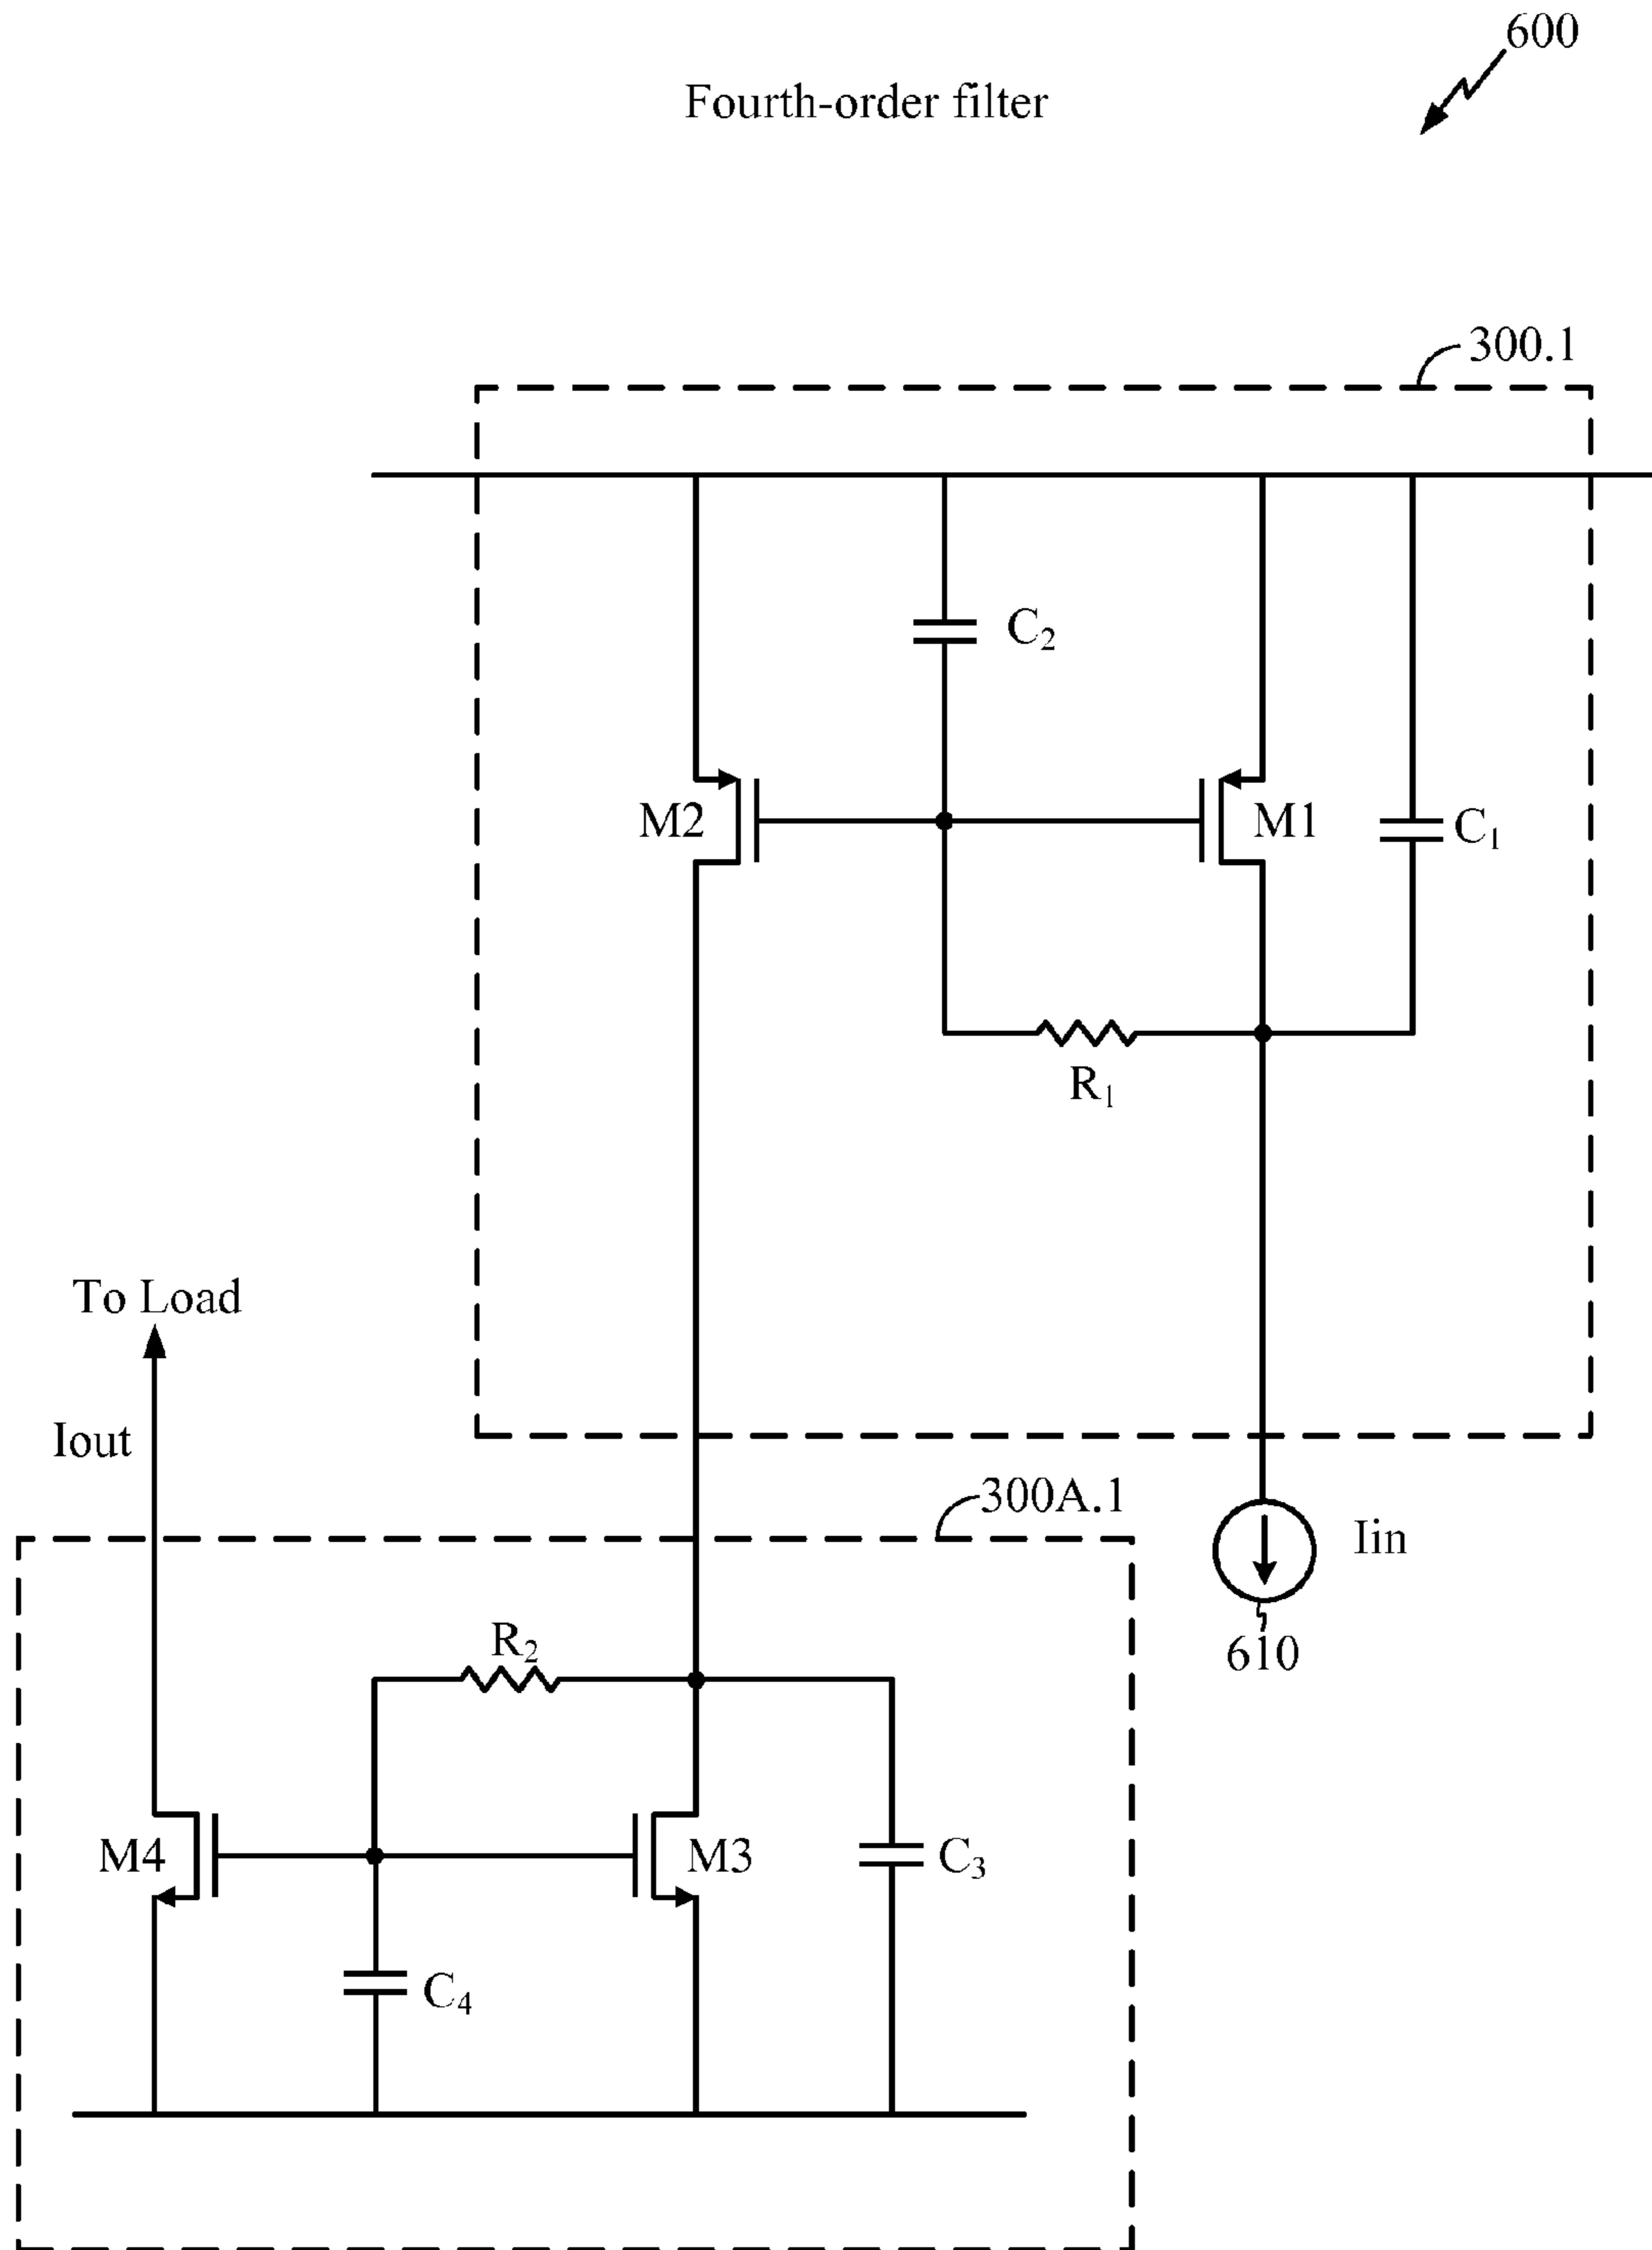 600
Fourth-order filter
300.1
C₂
M2
M1
C₁
R₁
To Load
Iout
300A.1
Iin
R₂
610
M4
M3
C₃
C₄